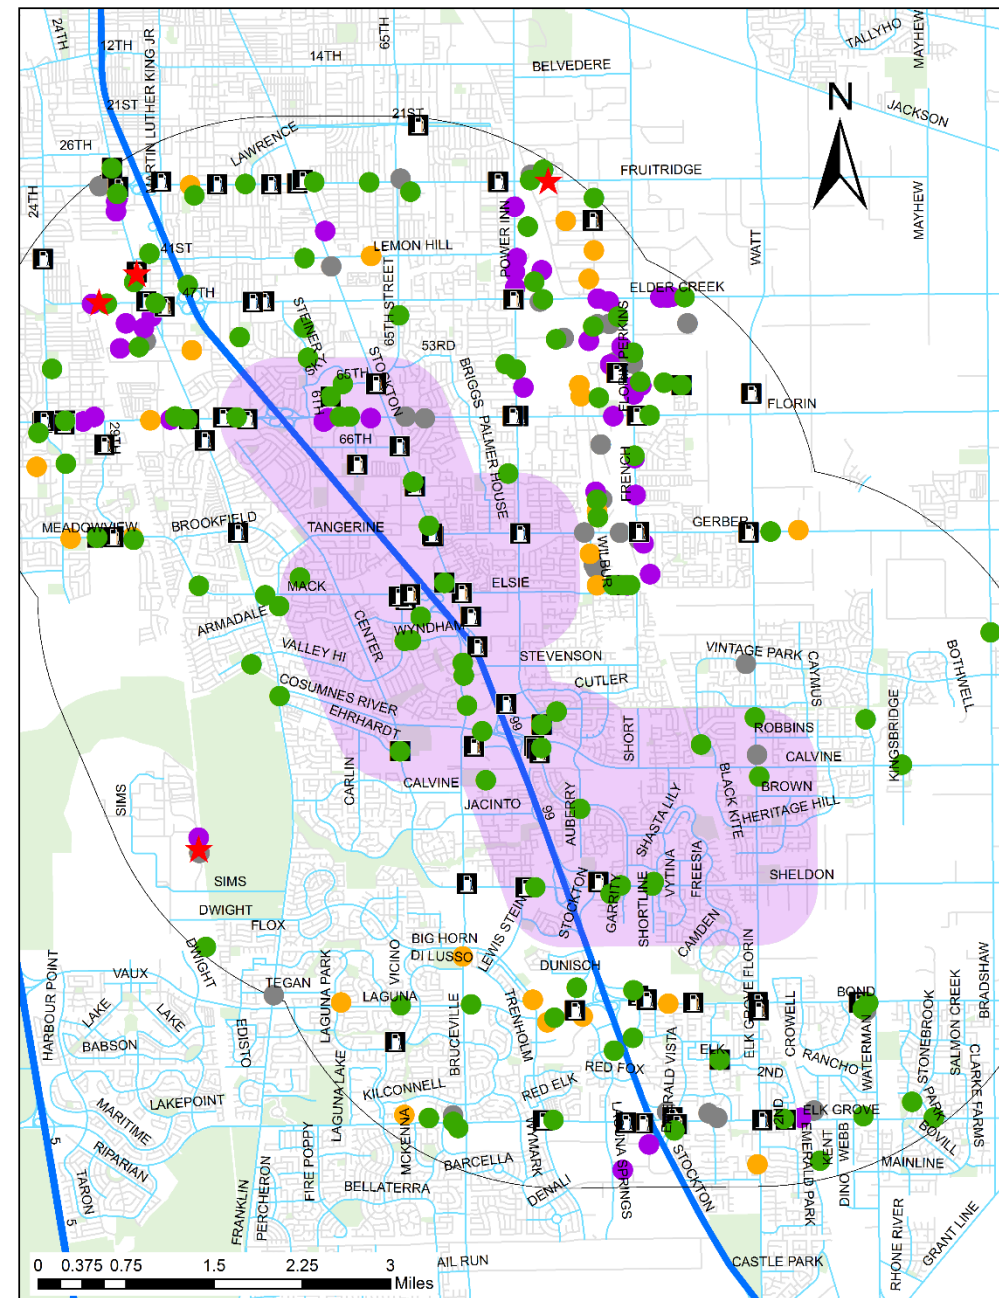 24TH
12TH
MARTIN LUTHER KING JR
65TH
14TH
BELVEDERE
TALLYHO
MAYHEW
JACKSON
N
21ST
21ST
26TH
LAWRENCE
24TH
FRUITRIDGE
MAYHEW
41ST
LEMON HILL
POWER INN
WATT
47TH
STEINER
65TH STREET
ELDER CREEK
53RD
STOCKTON
SKY
65TH
6TH
BRIGGS
PALMER HOUSE
FLORIN PERKINS
FLORIN
29TH
66TH
FRENCH
MEADOWVIEW
BROOKFIELD
TANGERINE
GERBER
WILBUR
MACK
ELSIE
ARMADALE
CENTER
WYNDHAM
VALLEY HI
STEVENSON
VINTAGE PARK
CAYMUS
BOTHWELL
COSUMNES RIVER
CUTLER
EHRHARDT
99
SHORT
ROBBINS
KINGSBRIDGE
CALVINE
SIMS
CARLIN
CALVINE
BLACK KITE
BROWN
JACINTO
99
AUBERRY
SHASTA LILY
HERITAGE HILL
VYTINA
FREESIA
SIMS
SHELDON
STOCKTON
GARRITY
SHORTLINE
LEWIS STEIN
DWIGHT
FLOX
CAMDEN
DWIGHT
BIG HORN
DI LUSSO
HARBOUR POINT
VAUX
TEGAN
LAGUNA PARK
VICINO
DUNISCH
ELK GROVE FLORIN
BRADSHAW
LAKE
LAKE
LAGUNA
BRUCEVILLE
TRENHOLM
BOND
CROWELL
WATERMAN
STONEBROOK
SALMON CREEK
BABSON
EDISTO
EMERALD VISTA
ELK
RANCHO
CLARKE FARMS
RED FOX
2ND
LAGUNA LAKE
KILCONNELL
RED ELK
LAKEPOINT
MARITIME
MCKENNA
2ND
ELK GROVE
PARK
5
RIPARIAN
FIRE POPPY
BARCELLA
WYMARK
LAGUNA SPRINGS
STOCKTON
EMERALD PARK
KENT
WEBB
BOVILL
MAINLINE
TARON
FRANKLIN
PERCHERON
BELLATERRA
DENALI
DINO
RHONE RIVER
GRANT LINE
5
AIL RUN
CASTLE PARK
0 0.375 0.75 1.5 2.25 3
Miles